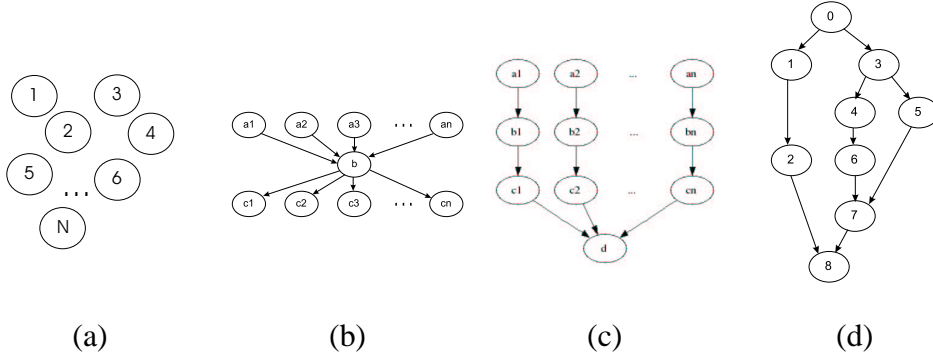 1 3
2 4
5 6
...
N
(a)
a1 a2 a3 ... an
b
c1 c2 c3 ... cn
(b)
a1 a2 ... an
b1 b2 ... bn
c1 c2 ... cn
d
(c)
0
1 3
4 5
2 6
7
8
(d)